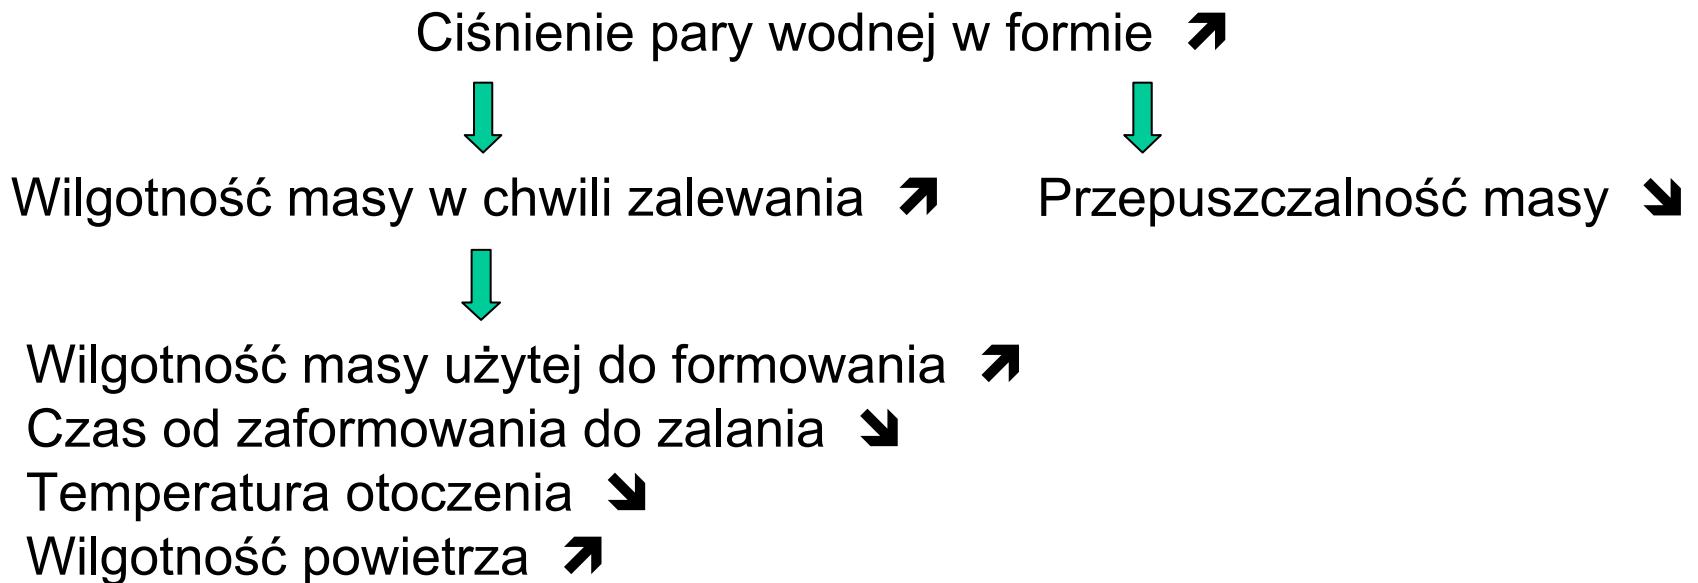 Ciśnienie pary wodnej w formie ↗
Wilgotność masy w chwili zalewania ↗ Przepuszczalność masy ↘
Wilgotność masy użytej do formowania ↗
Czas od zaformowania do zalania ↘
Temperatura otoczenia ↘
Wilgotność powietrza ↗